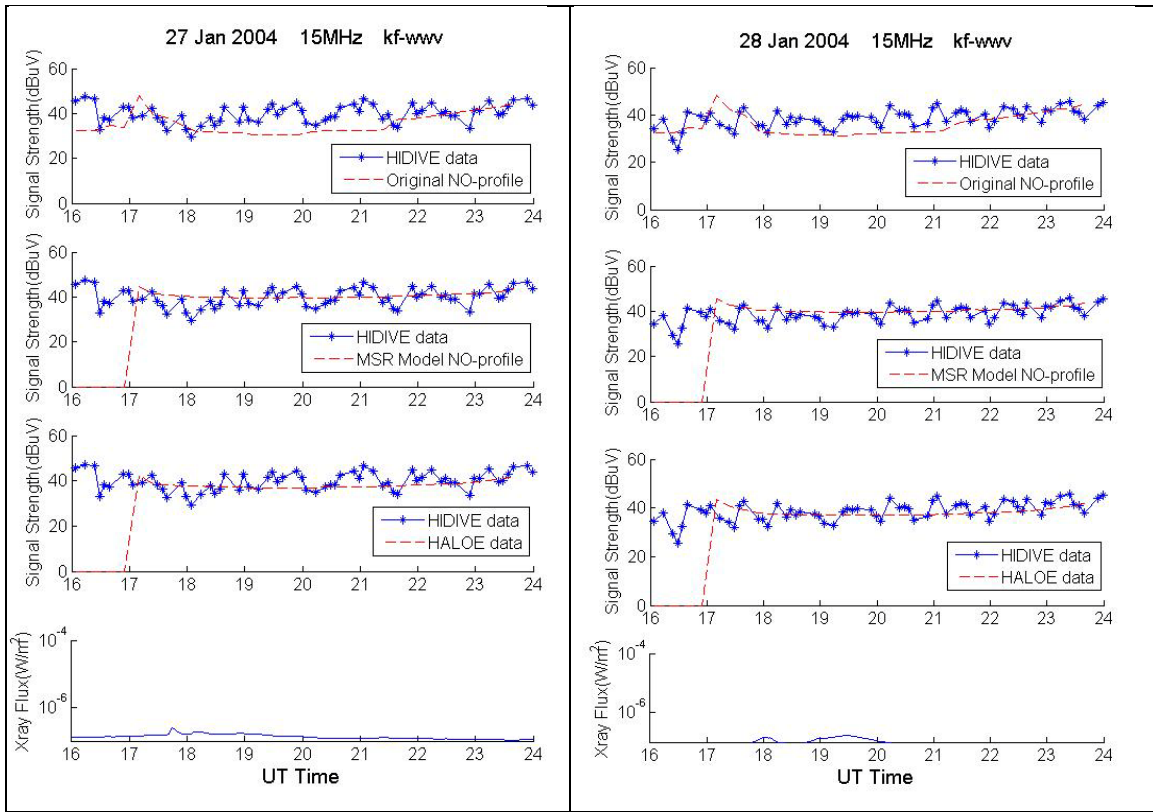 27 Jan 2004 15MHz kf-wwv
Signal Strength(dBuV)
60
40
20
0
HIDIVE data
Original NO-profile
16 17 18 19 20 21 22 23 24
Signal Strength(dBuV)
60
40
20
0
HIDIVE data
MSR Model NO-profile
16 17 18 19 20 21 22 23 24
Signal Strength(dBuV)
60
40
20
0
HIDIVE data
HALOE data
16 17 18 19 20 21 22 23 24
Xray Flux(W/m²)
10⁻⁴
10⁻⁶
16 17 18 19 20 21 22 23 24
UT Time
28 Jan 2004 15MHz kf-wwv
Signal Strength(dBuV)
60
40
20
0
HIDIVE data
Original NO-profile
16 17 18 19 20 21 22 23 24
Signal Strength(dBuV)
60
40
20
0
HIDIVE data
MSR Model NO-profile
16 17 18 19 20 21 22 23 24
Signal Strength(dBuV)
60
40
20
0
HIDIVE data
HALOE data
16 17 18 19 20 21 22 23 24
Xray Flux(W/m²)
10⁻⁴
10⁻⁶
16 17 18 19 20 21 22 23 24
UT Time